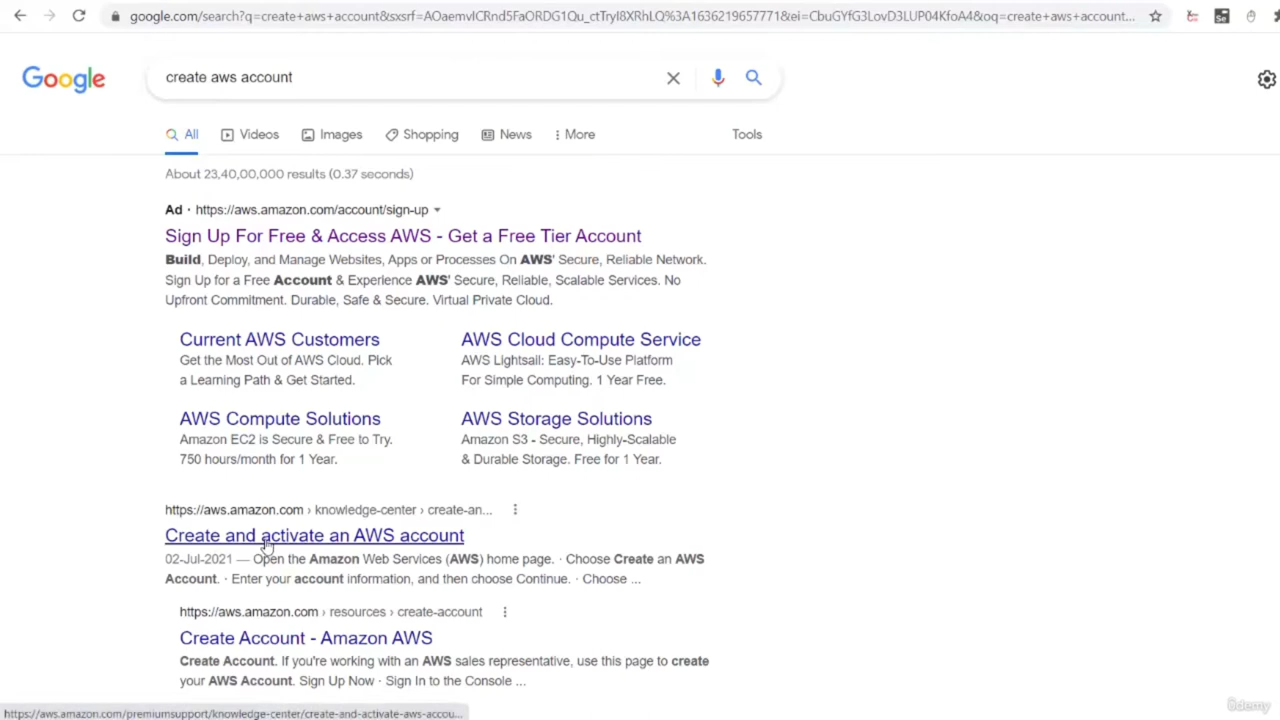 google.com/search?q=create+aws+account&sxsrf=AOaemvICRnd5FaORDG1Qu_ctTryI8XRhLQ%3A1636219657771&ei=CbuGYfG3LovD3LUP04KfoA4&oq=create+aws+account...
Google
create aws account
All
Videos
Images
Shopping
News
More
Tools
About 23,40,00,000 results (0.37 seconds)
Ad · https://aws.amazon.com/account/sign-up
Sign Up For Free & Access AWS - Get a Free Tier Account
Build, Deploy, and Manage Websites, Apps or Processes On AWS' Secure, Reliable Network.
Sign Up for a Free Account & Experience AWS' Secure, Reliable, Scalable Services. No
Upfront Commitment. Durable, Safe & Secure. Virtual Private Cloud.
Current AWS Customers
Get the Most Out of AWS Cloud. Pick
a Learning Path & Get Started.
AWS Cloud Compute Service
AWS Lightsail: Easy-To-Use Platform
For Simple Computing. 1 Year Free.
AWS Compute Solutions
Amazon EC2 is Secure & Free to Try.
750 hours/month for 1 Year.
AWS Storage Solutions
Amazon S3 - Secure, Highly-Scalable
& Durable Storage. Free for 1 Year.
https://aws.amazon.com › knowledge-center › create-an...
Create and activate an AWS account
02-Jul-2021 — Open the Amazon Web Services (AWS) home page. · Choose Create an AWS
Account. · Enter your account information, and then choose Continue. · Choose ...
https://aws.amazon.com › resources › create-account
Create Account - Amazon AWS
Create Account. If you're working with an AWS sales representative, use this page to create
your AWS Account. Sign Up Now · Sign In to the Console ...
https://aws.amazon.com/premiumsupport/knowledge-center/create-and-activate-aws-accou...
ûdemy